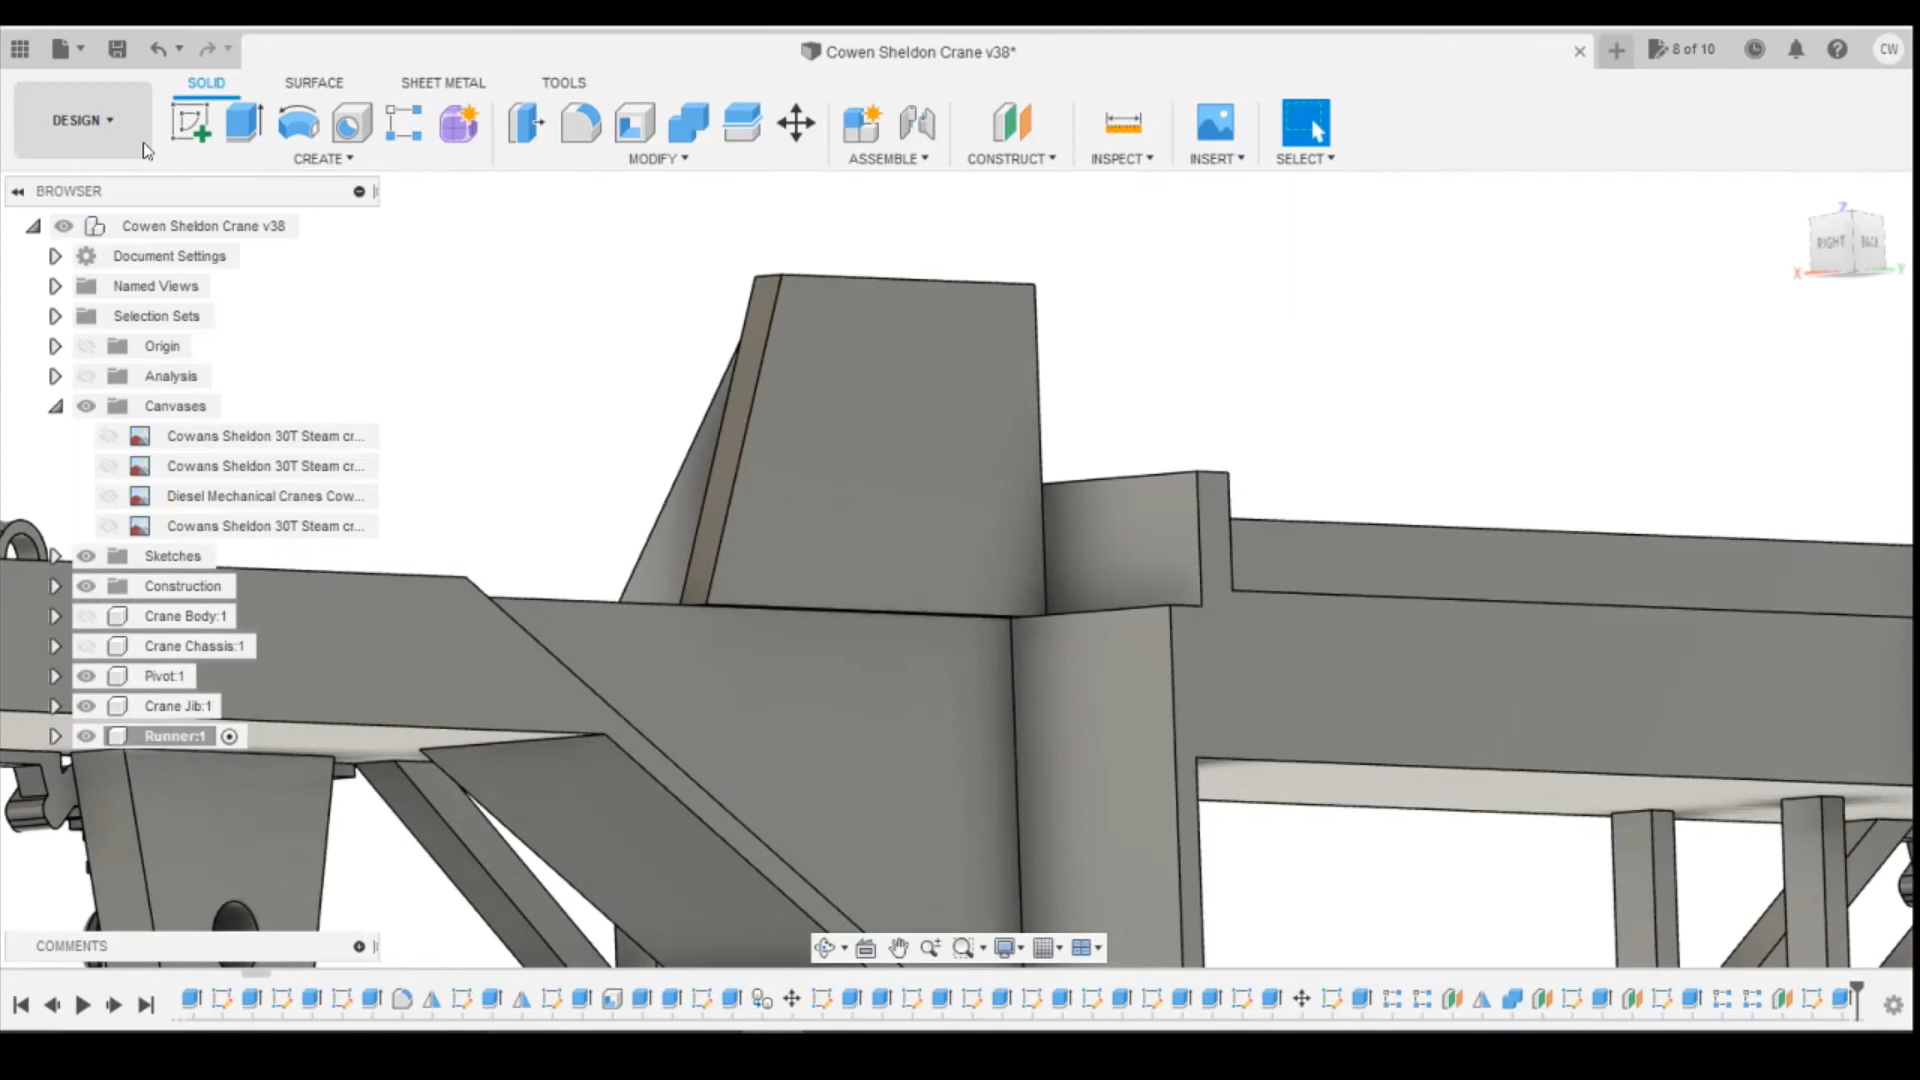 Cowen Sheldon Crane v38*
8 of 10
CW
DESIGN
SOLID
SURFACE
SHEET METAL
TOOLS
CREATE
MODIFY
ASSEMBLE
CONSTRUCT
INSPECT
INSERT
SELECT
BROWSER
Cowen Sheldon Crane v38
Document Settings
Named Views
Selection Sets
Origin
Analysis
Canvases
Cowans Sheldon 30T Steam cr...
Cowans Sheldon 30T Steam cr...
Diesel Mechanical Cranes Cow...
Cowans Sheldon 30T Steam cr...
Sketches
Construction
Crane Body:1
Crane Chassis:1
Pivot:1
Crane Jib:1
Runner:1
Z
RIGHT
BACK
X
Y
COMMENTS